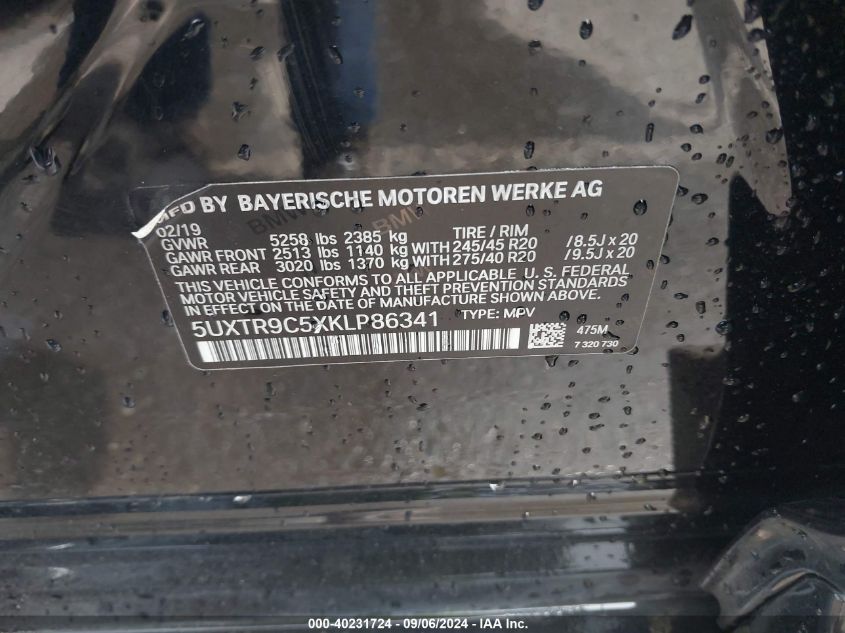 MFD BY BAYERISCHE MOTOREN WERKE AG
02/19
GVWR 5258 lbs 2385 kg TIRE / RIM
GAWR FRONT 2513 lbs 1140 kg WITH 245/45 R20 /8.5J x 20
GAWR REAR 3020 lbs 1370 kg WITH 275/40 R20 /9.5J x 20
THIS VEHICLE CONFORMS TO ALL APPLICABLE U. S. FEDERAL
MOTOR VEHICLE SAFETY AND THEFT PREVENTION STANDARDS
IN EFFECT ON THE DATE OF MANUFACTURE SHOWN ABOVE.
5UXTR9C5XKLP86341 TYPE: MPV
475M
7 320 730
000-40231724 - 09/06/2024 - IAA Inc.